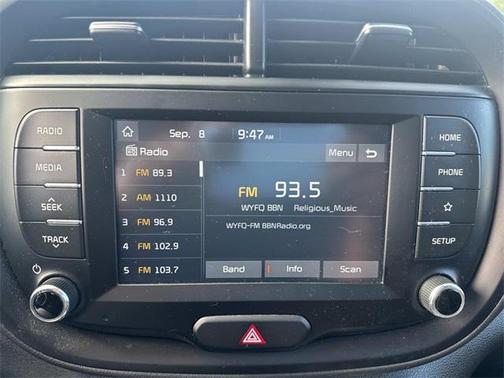 RADIO
MEDIA
SEEK
TRACK
Sep. 8 9:47 AM
Radio Menu
1 FM 89.3
2 AM 1110
3 FM 96.9
4 FM 102.9
5 FM 103.7
FM 93.5
WYFQ BBN Religious_Music
WYFQ-FM BBNRadio.org
Band Info Scan
HOME
PHONE
SETUP